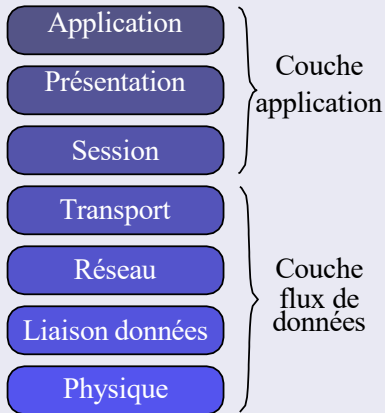 Application
Présentation
Session
Couche
application
Transport
Réseau
Liaison données
Physique
Couche
flux de
données